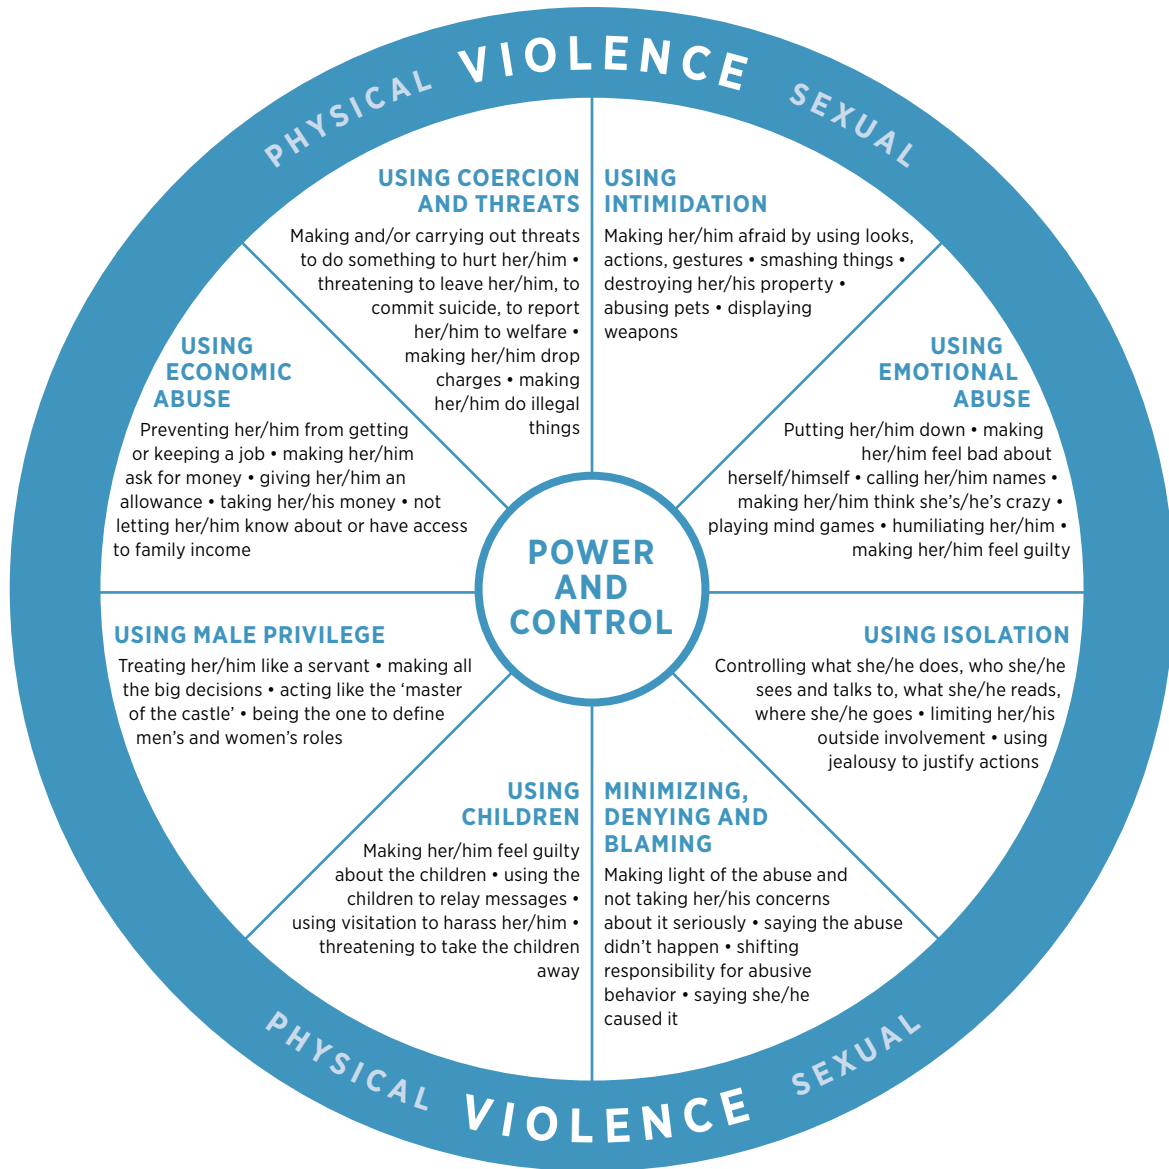 PHYSICAL VIOLENCE SEXUAL
USING COERCION
AND THREATS
Making and/or carrying out threats
to do something to hurt her/him •
threatening to leave her/him, to
commit suicide, to report
her/him to welfare •
making her/him drop
charges • making
her/him do illegal
things
USING
INTIMIDATION
Making her/him afraid by using looks,
actions, gestures • smashing things •
destroying her/his property •
abusing pets • displaying
weapons
USING
ECONOMIC
ABUSE
Preventing her/him from getting
or keeping a job • making her/him
ask for money • giving her/him an
allowance • taking her/his money • not
letting her/him know about or have access
to family income
USING
EMOTIONAL
ABUSE
Putting her/him down • making
her/him feel bad about
herself/himself • calling her/him names •
making her/him think she’s/he’s crazy •
playing mind games • humiliating her/him •
making her/him feel guilty
POWER
AND
CONTROL
USING MALE PRIVILEGE
Treating her/him like a servant • making all
the big decisions • acting like the ‘master
of the castle’ • being the one to define
men’s and women’s roles
USING ISOLATION
Controlling what she/he does, who she/he
sees and talks to, what she/he reads,
where she/he goes • limiting her/his
outside involvement • using
jealousy to justify actions
USING
CHILDREN
Making her/him feel guilty
about the children • using the
children to relay messages •
using visitation to harass her/him •
threatening to take the children
away
MINIMIZING,
DENYING AND
BLAMING
Making light of the abuse and
not taking her/his concerns
about it seriously • saying the abuse
didn’t happen • shifting
responsibility for abusive
behavior • saying she/he
caused it
PHYSICAL VIOLENCE SEXUAL